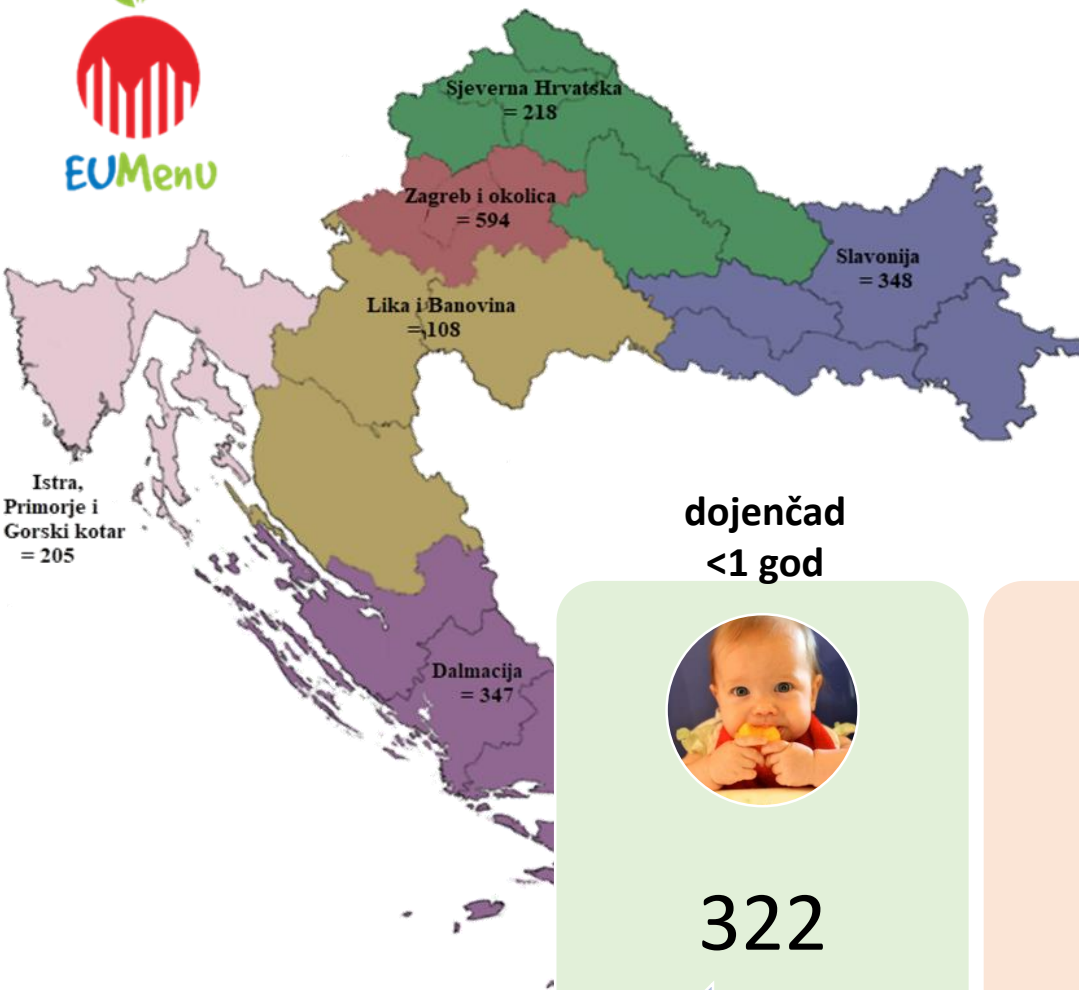 EUMenu
Sjeverna Hrvatska
= 218
Zagreb i okolica
= 594
Slavonija
= 348
Lika i Banovina
= 108
Istra,
Primorje i
Gorski kotar
= 205
Dalmacija
= 347
dojenčad
<1 god
322